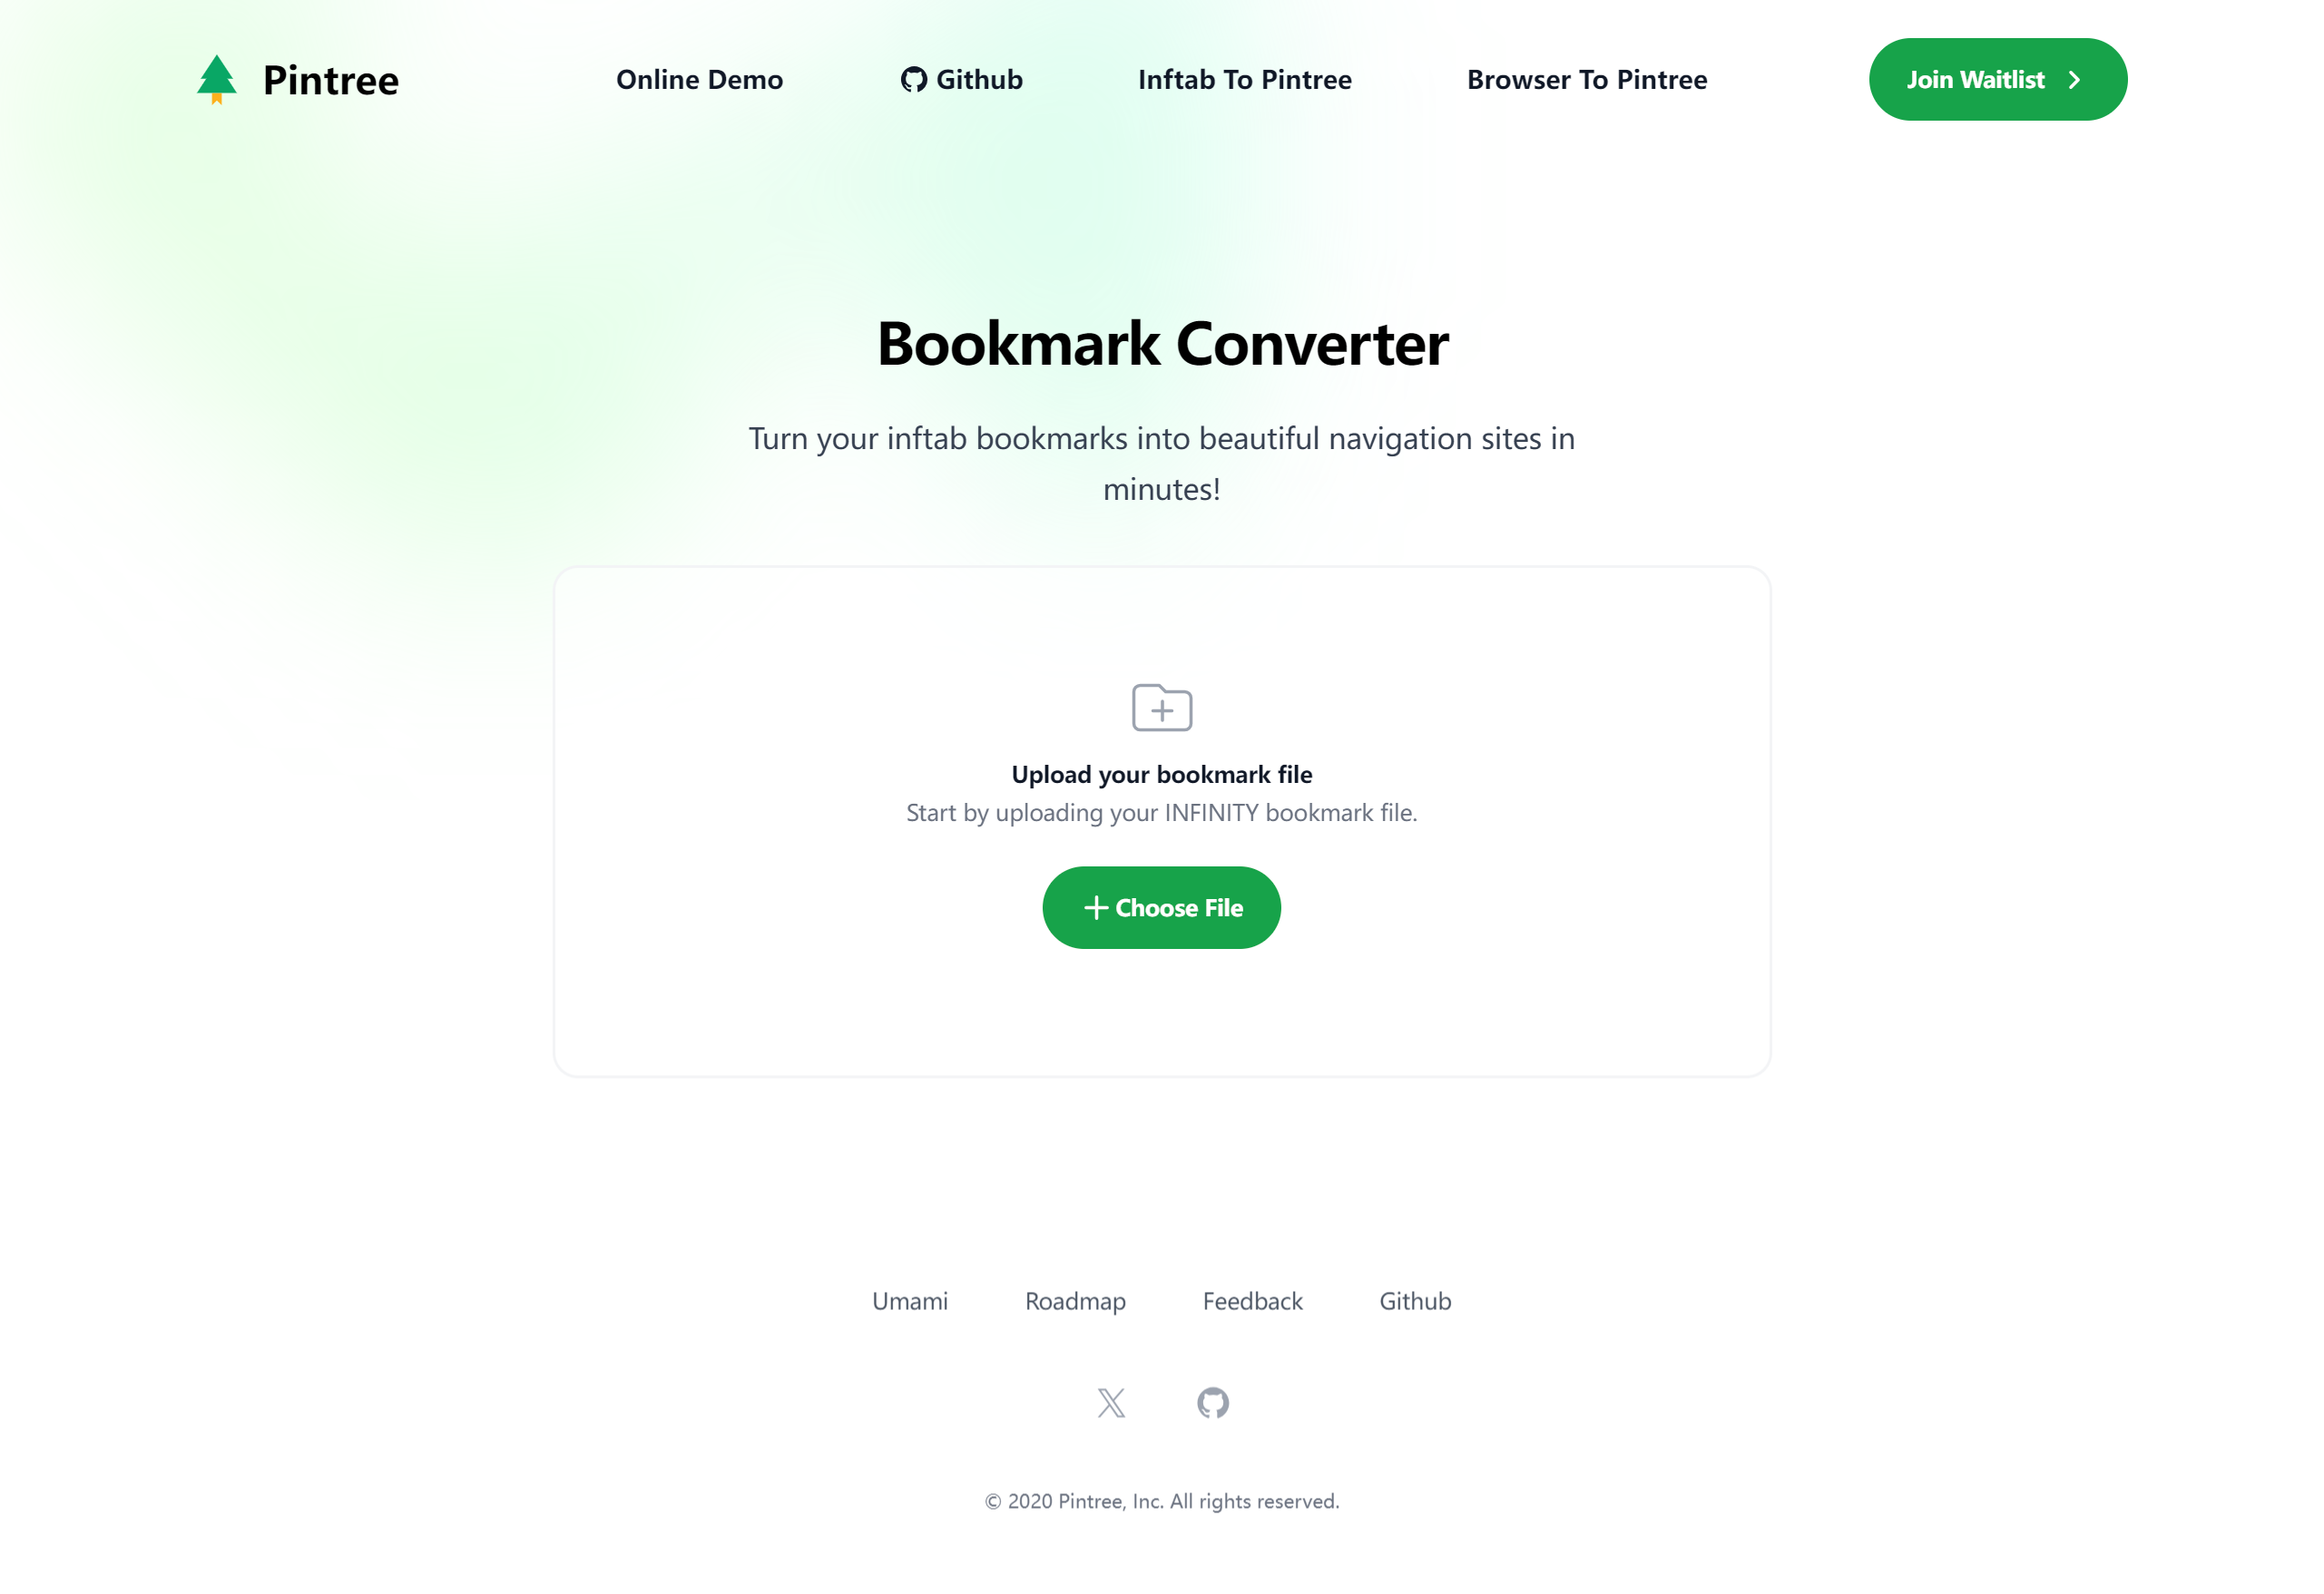 Pintree
Online Demo
Github
Inftab To Pintree
Browser To Pintree
Join Waitlist
Bookmark Converter
Turn your inftab bookmarks into beautiful navigation sites in
minutes!
Upload your bookmark file
Start by uploading your INFINITY bookmark file.
Choose File
Umami
Roadmap
Feedback
Github
© 2020 Pintree, Inc. All rights reserved.